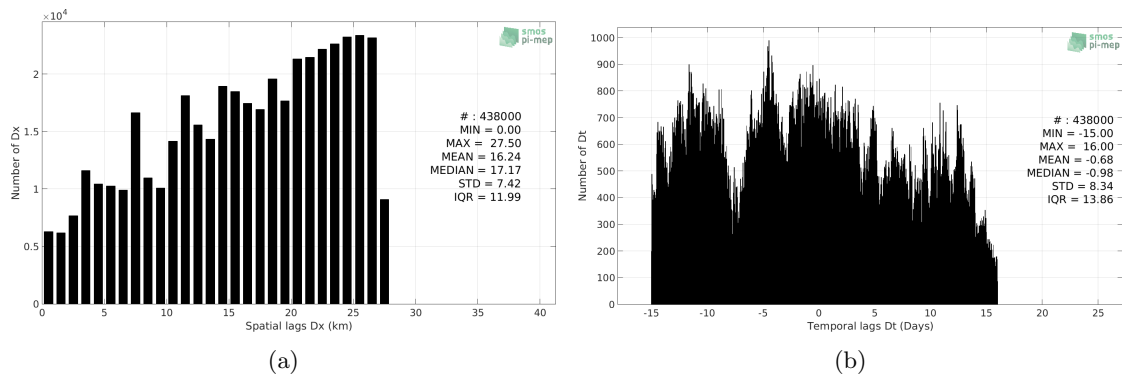 ×10⁴
smos
pi-mep
2
1.5
1
0.5
0
Number of Dx
# : 438000
MIN = 0.00
MAX = 27.50
MEAN = 16.24
MEDIAN = 17.17
STD = 7.42
IQR = 11.99
0 5 10 15 20 25 30 35 40
Spatial lags Dx (km)
(a)
smos
pi-mep
1000
900
800
700
600
500
400
300
200
100
0
Number of Dt
# : 438000
MIN = -15.00
MAX = 16.00
MEAN = -0.68
MEDIAN = -0.98
STD = 8.34
IQR = 13.86
-15 -10 -5 0 5 10 15 20 25
Temporal lags Dt (Days)
(b)